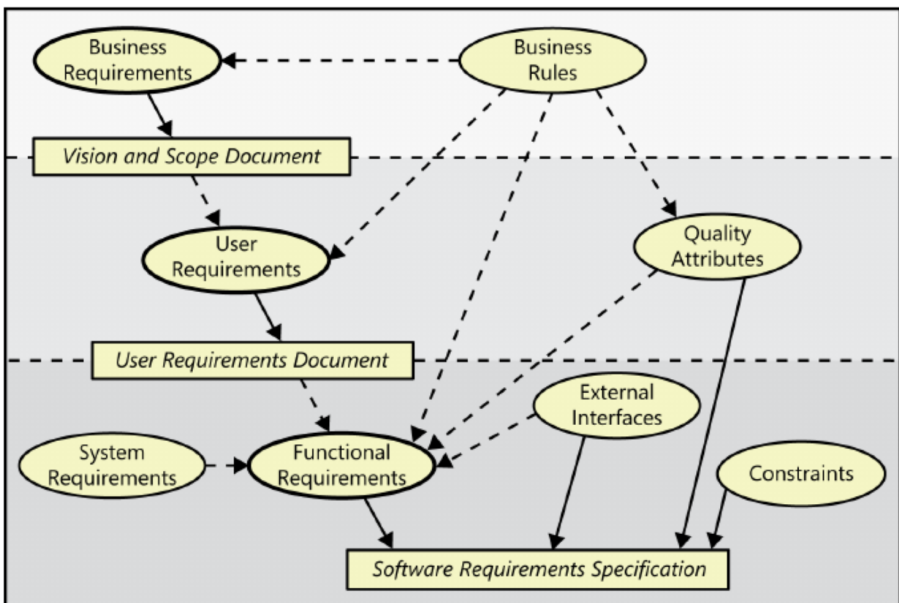 Business
Requirements
Business
Rules
Vision and Scope Document
User
Requirements
Quality
Attributes
User Requirements Document
External
Interfaces
System
Requirements
Functional
Requirements
Constraints
Software Requirements Specification